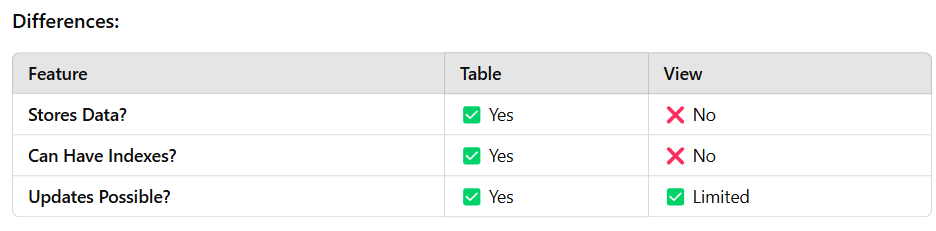 Differences:
Feature Table View
Stores Data? ✅ Yes ❌ No
Can Have Indexes? ✅ Yes ❌ No
Updates Possible? ✅ Yes ✅ Limited